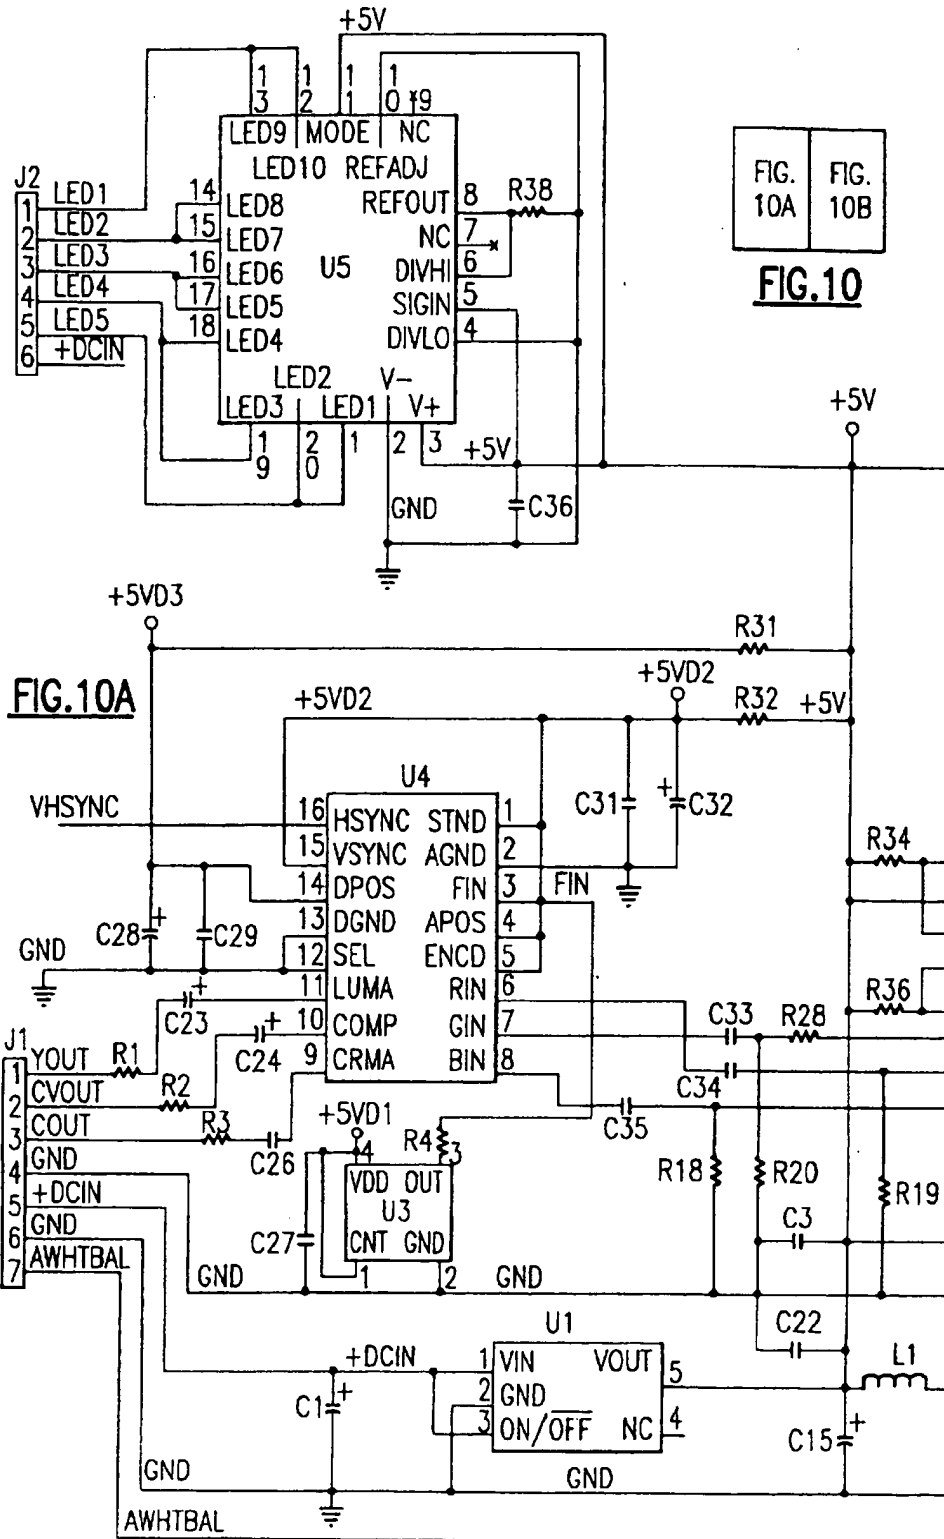 +5V
1 1 1 1
3 2 1 0 9
LED9 MODE NC
LED10 REFADJ
J2
1 LED1
2 LED2
3 LED3
4 LED4
5 LED5
6 +DCIN
14 LED8
15 LED7
16 LED6
17 LED5
18 LED4
U5
REFOUT 8 R38
NC 7
DIVHI 6
SIGIN 5
DIVLO 4
LED2 V-
LED3 LED1 V+
1 2 1 2 3
9 0
+5V
GND
C36
FIG. 10A
FIG. 10B
FIG.10
+5V
+5VD3
R31
FIG.10A
+5VD2
+5VD2
R32 +5V
U4
VHSYNC
C31 C32
+
16 HSYNC STND 1
15 VSYNC AGND 2
14 DPOS FIN 3 FIN
13 DGND APOS 4
12 SEL ENCD 5
11 LUMA RIN 6
10 COMP GIN 7
9 CRMA BIN 8
R34
R36
C28 + C29
GND
C23 +
C24 +
C33 R28
C34
C35
J1
1 YOUT R1
2 CVOUT R2
3 COUT R3
4 GND
5 +DCIN
6 GND
7 AWHTBAL
C26
+5VD1
R4
4 3
VDD OUT
U3
CNT GND
1 2
C27
R18 R20 R19
C3
GND
GND
C22
U1
+DCIN
1 VIN VOUT 5
2 GND
3 ON/OFF NC 4
L1
C1 +
C15 +
GND
GND
AWHTBAL